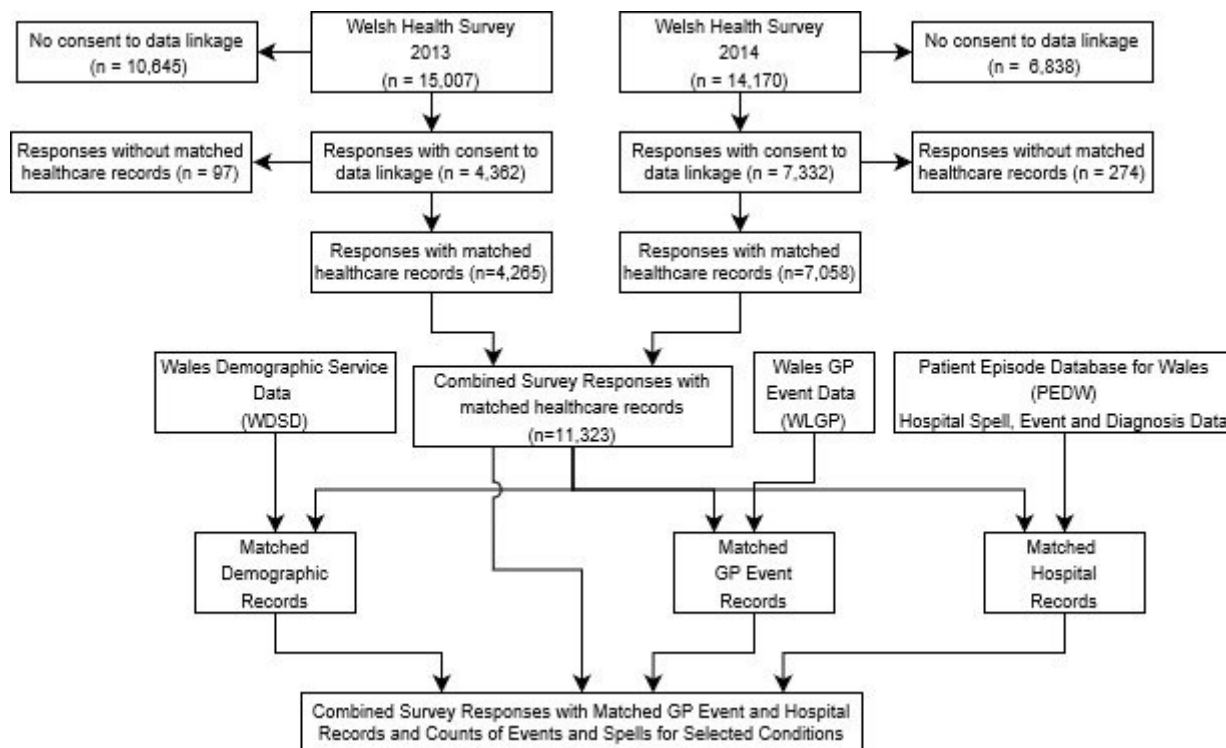 No consent to data linkage
(n = 10,645)
Welsh Health Survey
2013
(n = 15,007)
Welsh Health Survey
2014
(n = 14,170)
No consent to data linkage
(n = 6,838)
Responses without matched
healthcare records (n = 97)
Responses with consent to
data linkage (n = 4,362)
Responses with consent to
data linkage (n = 7,332)
Responses without matched
healthcare records (n = 274)
Responses with matched
healthcare records (n=4,265)
Responses with matched
healthcare records (n=7,058)
Wales Demographic Service
Data
(WDSD)
Combined Survey Responses with
matched healthcare records
(n=11,323)
Wales GP
Event Data
(WLGP)
Patient Episode Database for Wales
(PEDW)
Hospital Spell, Event and Diagnosis Data
Matched
Demographic
Records
Matched
GP Event
Records
Matched
Hospital
Records
Combined Survey Responses with Matched GP Event and Hospital
Records and Counts of Events and Spells for Selected Conditions